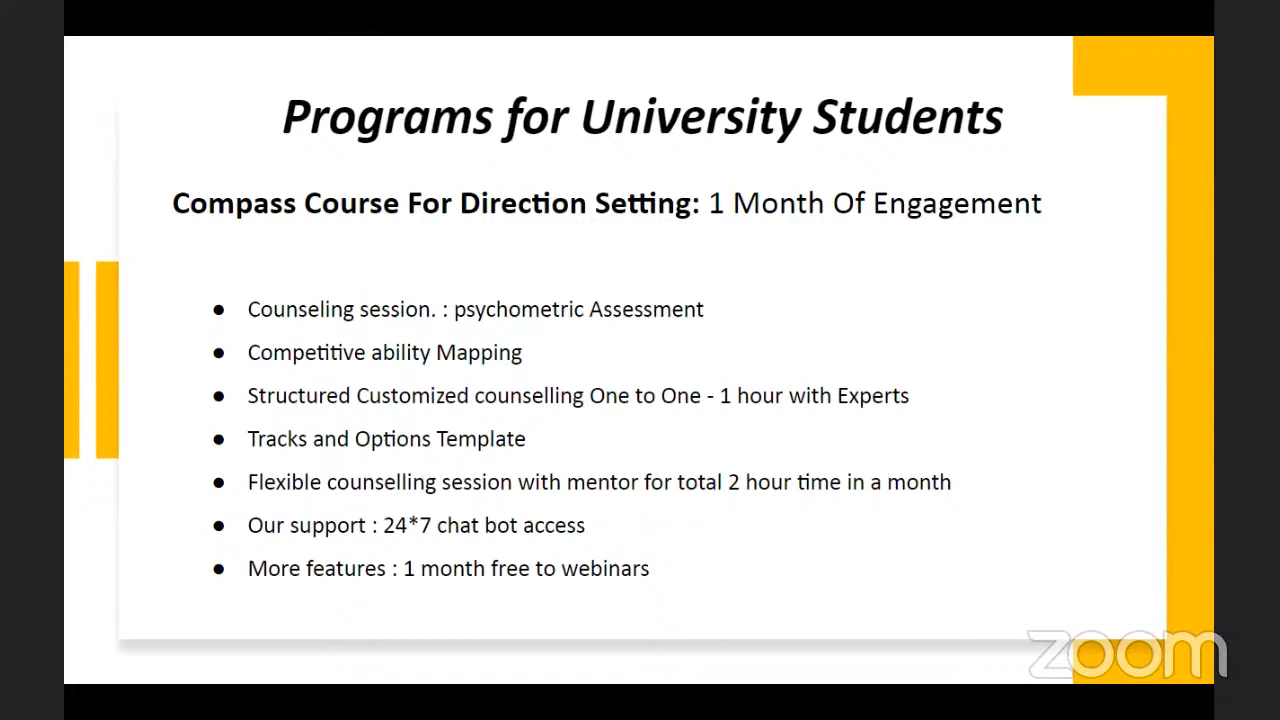 Programs for University Students
Compass Course For Direction Setting: 1 Month Of Engagement
● Counseling session. : psychometric Assessment
● Competitive ability Mapping
● Structured Customized counselling One to One - 1 hour with Experts
● Tracks and Options Template
● Flexible counselling session with mentor for total 2 hour time in a month
● Our support : 24*7 chat bot access
● More features : 1 month free to webinars
zoom